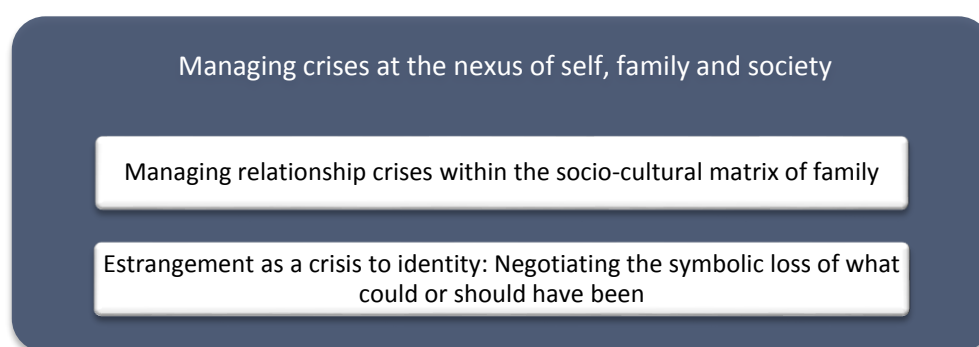 Managing crises at the nexus of self, family and society
Managing relationship crises within the socio-cultural matrix of family
Estrangement as a crisis to identity: Negotiating the symbolic loss of what
could or should have been